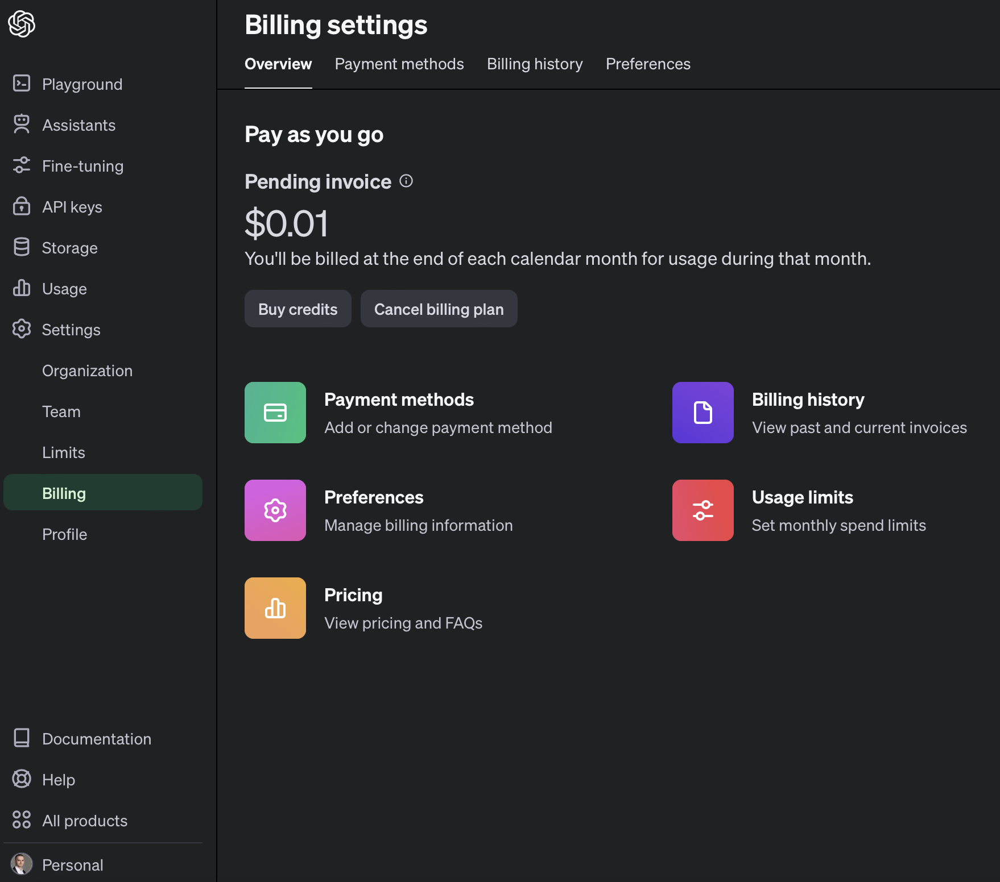 Playground
Assistants
Fine-tuning
API keys
Storage
Usage
Settings
Organization
Team
Limits
Billing
Profile
Documentation
Help
All products
Personal
Billing settings
Overview Payment methods Billing history Preferences
Pay as you go
Pending invoice
$0.01
You'll be billed at the end of each calendar month for usage during that month.
Buy credits Cancel billing plan
Payment methods
Add or change payment method
Billing history
View past and current invoices
Preferences
Manage billing information
Usage limits
Set monthly spend limits
Pricing
View pricing and FAQs